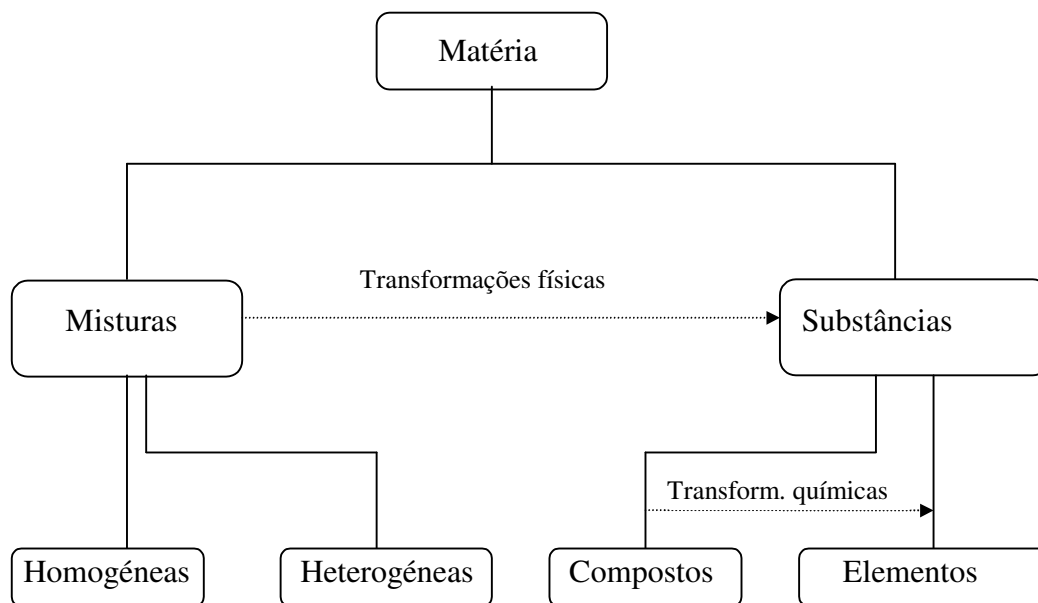 Matéria
Transformações físicas
Misturas
Substâncias
Transform. químicas
Homogéneas
Heterogéneas
Compostos
Elementos